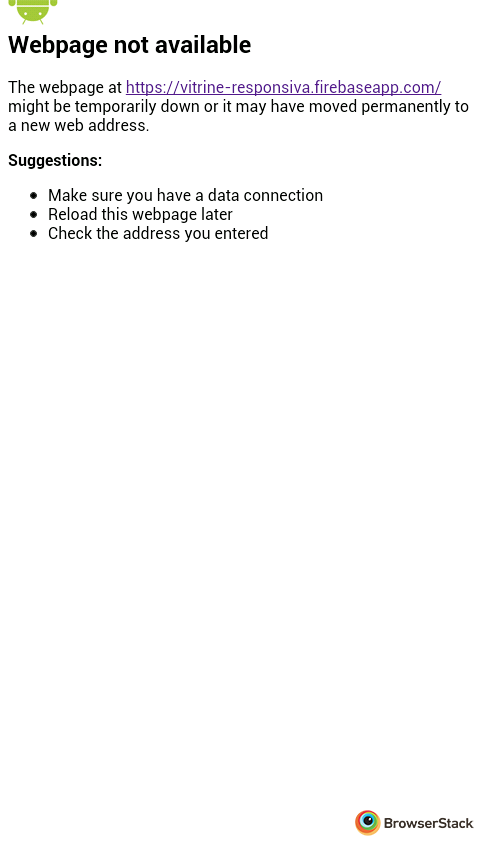 Webpage not available
The webpage at https://vitrine-responsiva.firebaseapp.com/
might be temporarily down or it may have moved permanently to
a new web address.
Suggestions:
Make sure you have a data connection
Reload this webpage later
Check the address you entered
BrowserStack